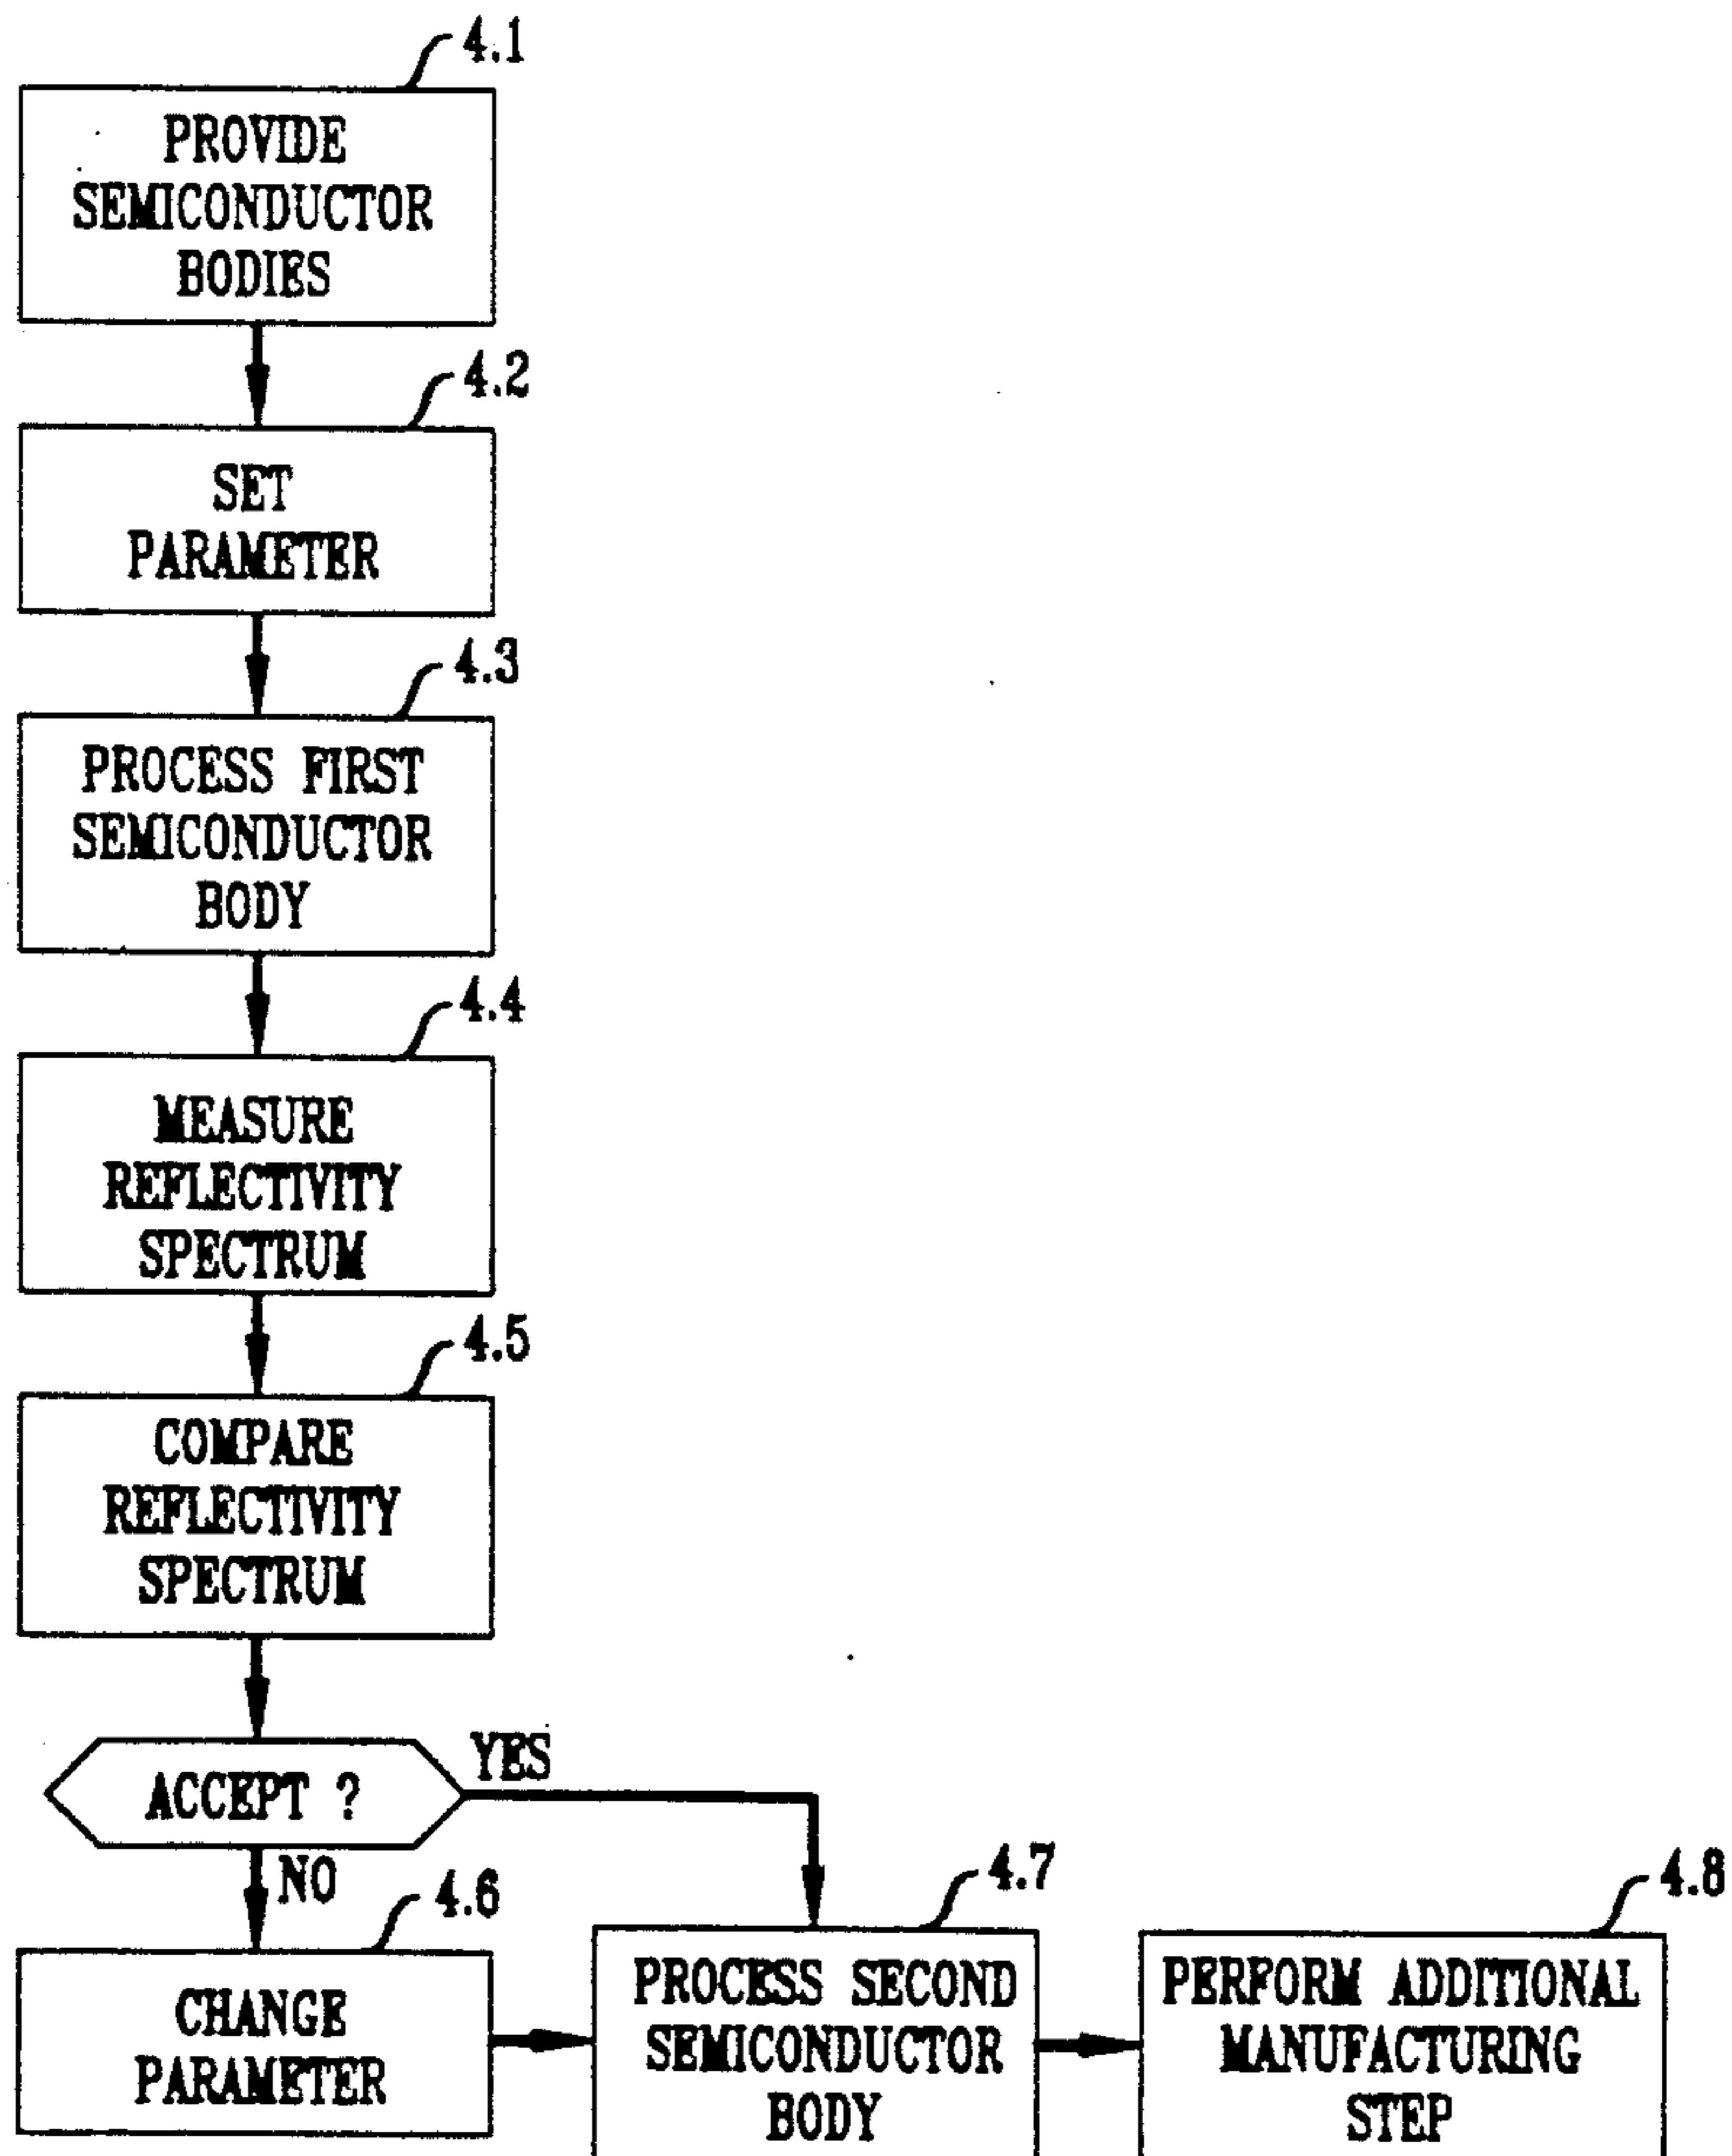 4.1
PROVIDE
SEMICONDUCTOR
BODIES
4.2
SET
PARAMETER
4.3
PROCESS FIRST
SEMICONDUCTOR
BODY
4.4
MEASURE
REFLECTIVITY
SPECTRUM
4.5
COMPARE
REFLECTIVITY
SPECTRUM
ACCEPT ?
YES
NO
4.6
CHANGE
PARAMETER
4.7
PROCESS SECOND
SEMICONDUCTOR
BODY
4.8
PERFORM ADDITIONAL
MANUFACTURING
STEP